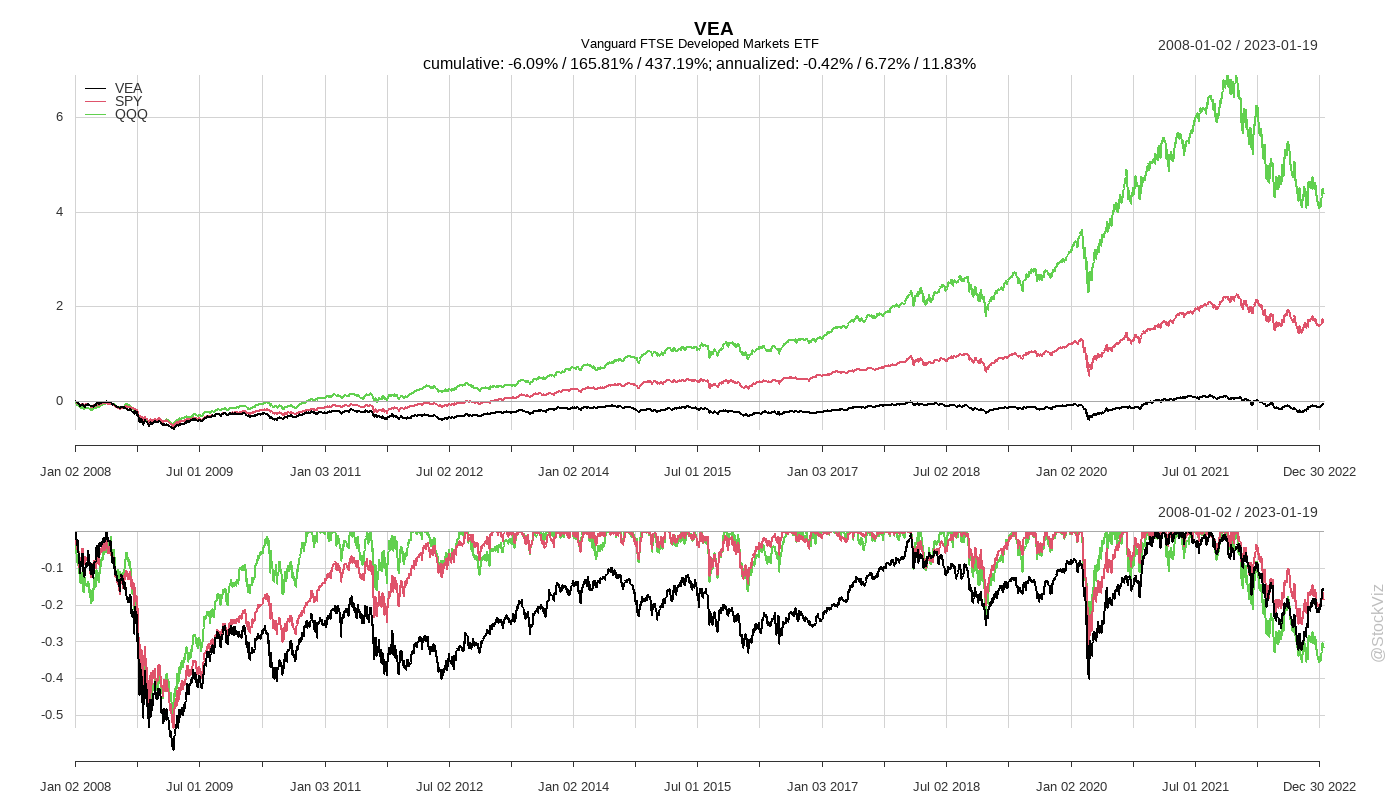 VEA
Vanguard FTSE Developed Markets ETF
2008-01-02 / 2023-01-19
cumulative: -6.09% / 165.81% / 437.19%; annualized: -0.42% / 6.72% / 11.83%
VEA
SPY
QQQ
6
4
2
0
Jan 02 2008 Jul 01 2009 Jan 03 2011 Jul 02 2012 Jan 02 2014 Jul 01 2015 Jan 03 2017 Jul 02 2018 Jan 02 2020 Jul 01 2021 Dec 30 2022
2008-01-02 / 2023-01-19
-0.1
-0.2
-0.3
-0.4
-0.5
Jan 02 2008 Jul 01 2009 Jan 03 2011 Jul 02 2012 Jan 02 2014 Jul 01 2015 Jan 03 2017 Jul 02 2018 Jan 02 2020 Jul 01 2021 Dec 30 2022
@StockViz